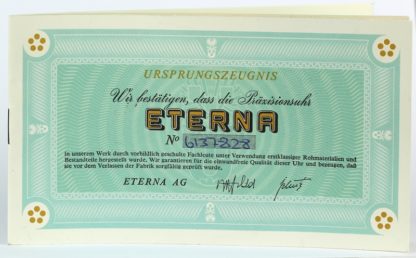 URSPRUNGSZEUGNIS
Wir bestätigen, dass die Präzisionsuhr
ETERNA
No 6137828
in unserem Werk durch vorbildlich geschulte Fachleute unter Verwendung erstklassiger Rohmaterialien und
Bestandteile hergestellt wurde. Wir garantieren für die einwandfreie Qualität dieser Uhr und bezeugen, daß
sie vor dem Verlassen der Fabrik sorgfältig geprüft wurde.
ETERNA AG